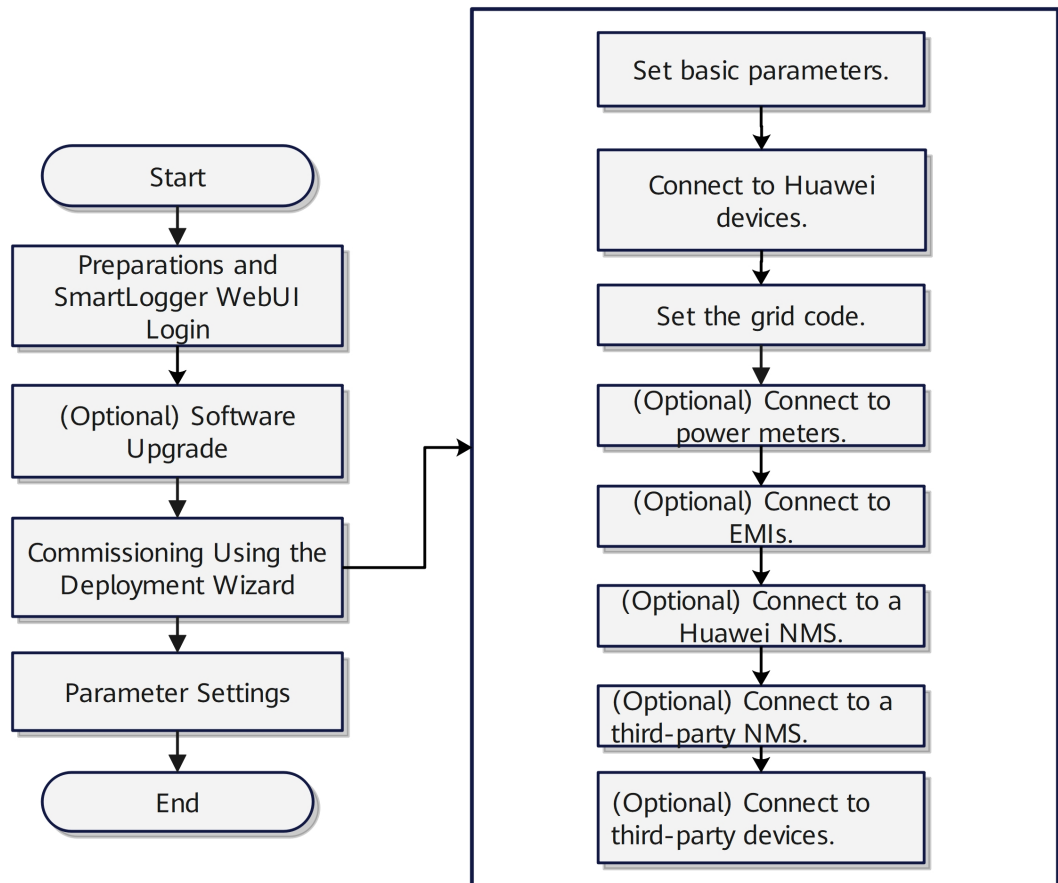 Start
Preparations and
SmartLogger WebUI
Login
(Optional) Software
Upgrade
Commissioning Using the
Deployment Wizard
Parameter Settings
End
Set basic parameters.
Connect to Huawei
devices.
Set the grid code.
(Optional) Connect to
power meters.
(Optional) Connect to
EMIs.
(Optional) Connect to a
Huawei NMS.
(Optional) Connect to a
third-party NMS.
(Optional) Connect to
third-party devices.